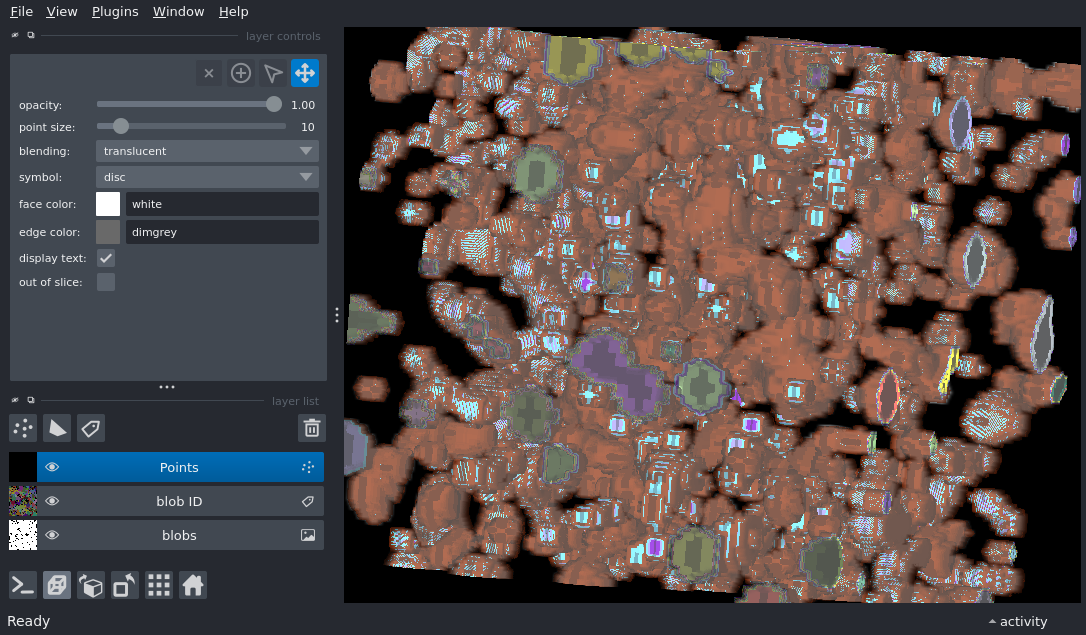 File View Plugins Window Help
layer controls
opacity: 1.00
point size: 10
blending: translucent
symbol: disc
face color: white
edge color: dimgrey
display text:
out of slice:
layer list
Points
blob ID
blobs
Ready activity